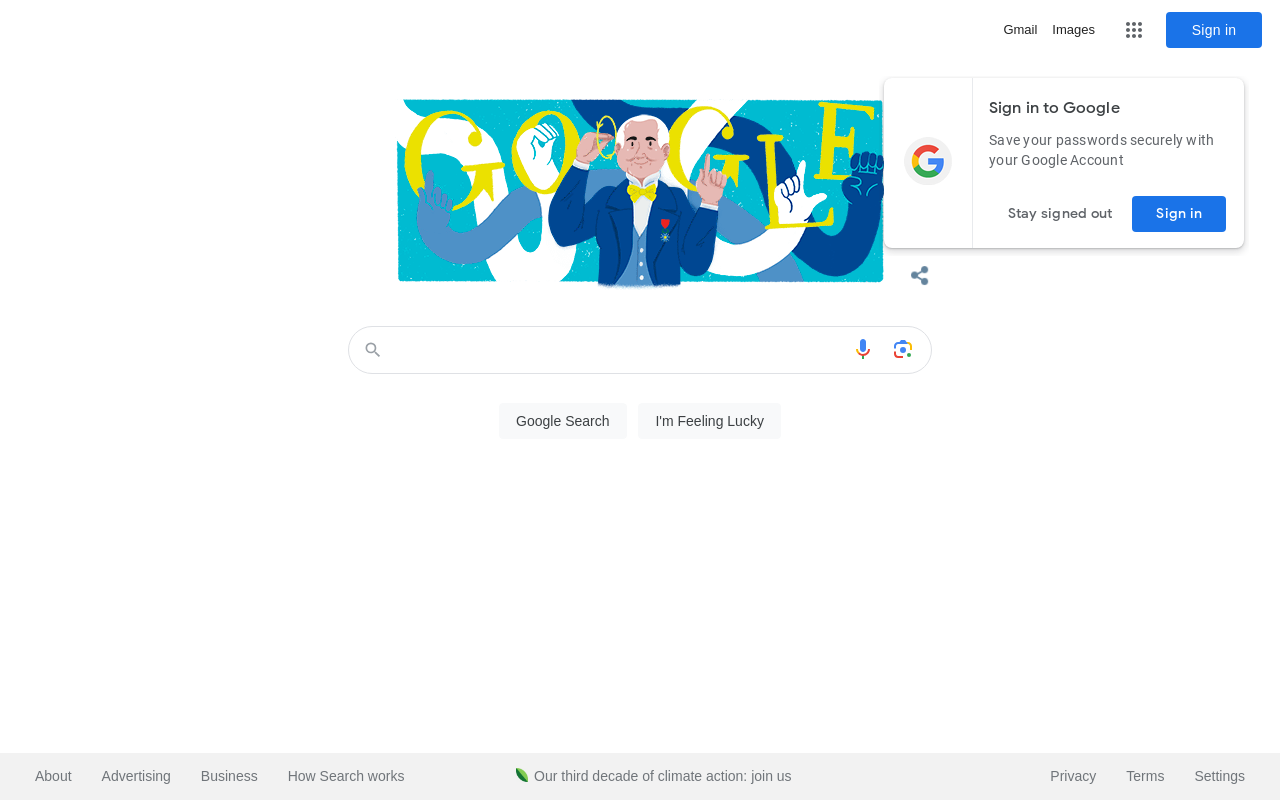 Gmail Images Sign in
GOOGLE
Sign in to Google
Save your passwords securely with
your Google Account
Stay signed out Sign in
Google Search I'm Feeling Lucky
About Advertising Business How Search works Our third decade of climate action: join us Privacy Terms Settings